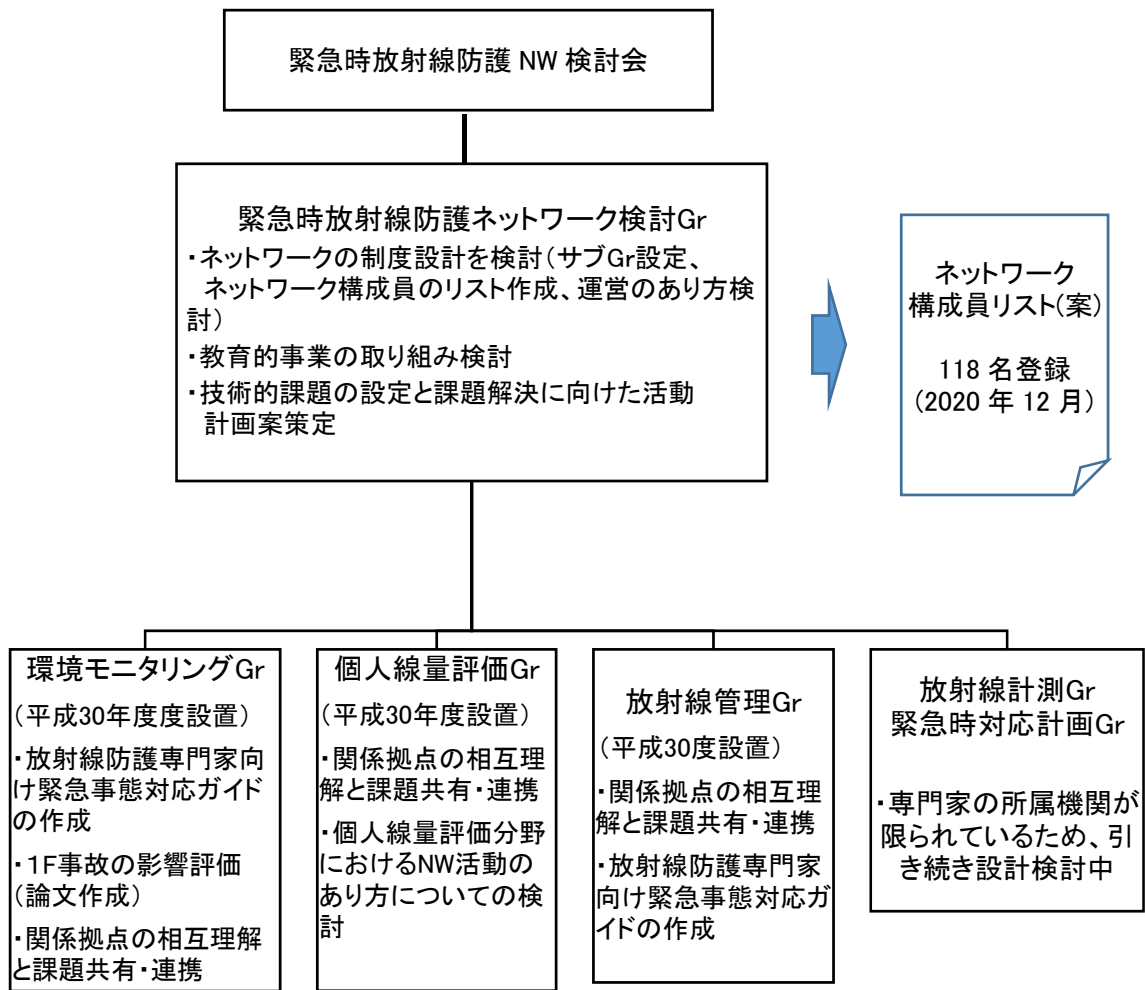 緊急時放射線防護 NW 検討会
緊急時放射線防護ネットワーク検討Gr
・ネットワークの制度設計を検討（サブGr設定、
ネットワーク構成員のリスト作成、運営のあり方検
討）
・教育的事業の取り組み検討
・技術的課題の設定と課題解決に向けた活動
計画案策定
ネットワーク
構成員リスト（案）
118 名登録
（2020 年 12 月）
環境モニタリングGr
（平成30年度度設置）
・放射線防護専門家向
け緊急事態対応ガイド
の作成
・１F事故の影響評価
（論文作成）
・関係拠点の相互理解
と課題共有・連携
個人線量評価Gr
（平成30年度設置）
・関係拠点の相互理
解と課題共有・連携
・個人線量評価分野
におけるNW活動の
あり方についての検
討
放射線管理Gr
（平成30度設置）
・関係拠点の相互理
解と課題共有・連携
・放射線防護専門家
向け緊急事態対応ガ
イドの作成
放射線計測Gr
緊急時対応計画Gr
・専門家の所属機関が
限られているため、引
き続き設計検討中